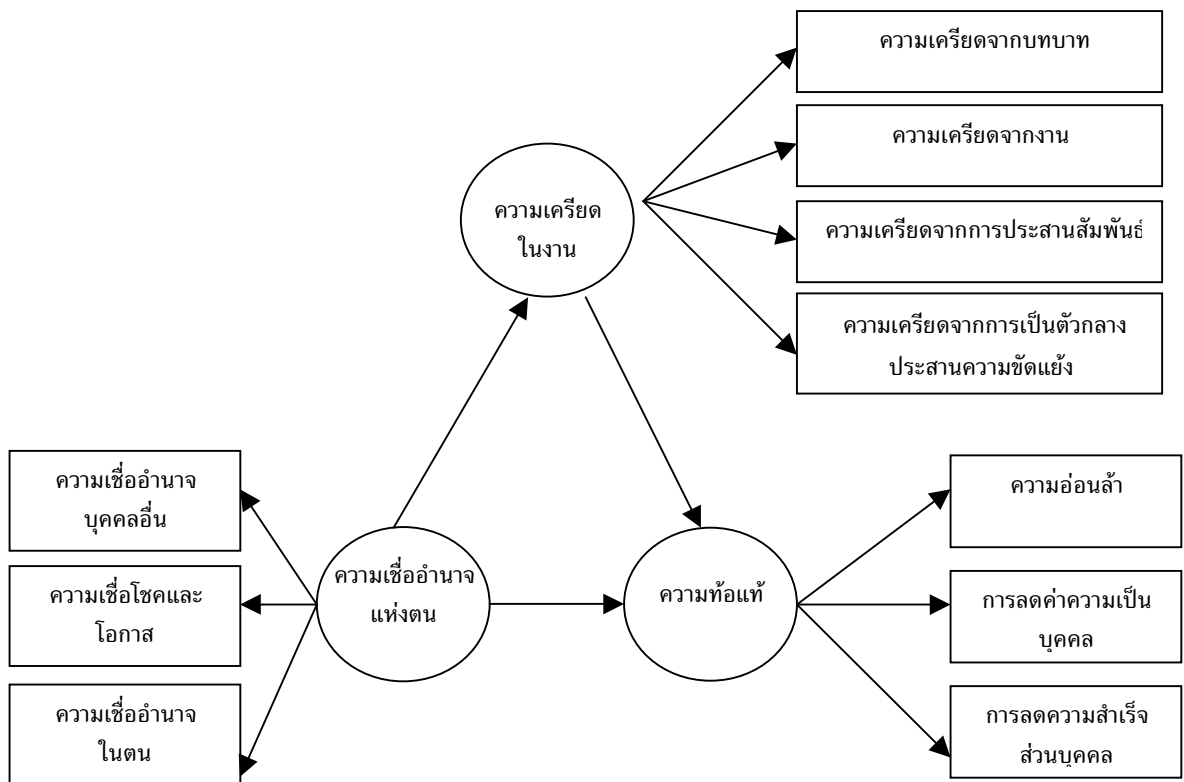 ความเครียดจากบทบาท
ความเครียดจากงาน
ความเครียด
ในงาน
ความเครียดจากการประสานสัมพันธ์
ความเครียดจากการเป็นตัวกลาง
ประสานความขัดแย้ง
ความเชื่ออำนาจ
บุคคลอื่น
ความเชื่อโชคและ
โอกาส
ความเชื่ออำนาจ
ในตน
ความเชื่ออำนาจ
แห่งตน
ความท้อแท้
ความอ่อนล้า
การลดค่าความเป็น
บุคคล
การลดความสำเร็จ
ส่วนบุคคล